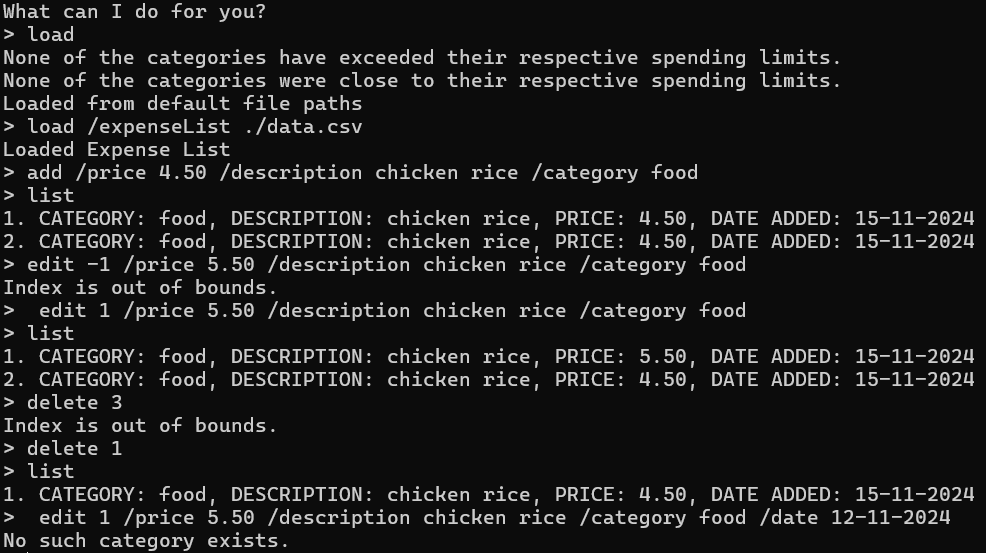 What can I do for you?
> load
None of the categories have exceeded their respective spending limits.
None of the categories were close to their respective spending limits.
Loaded from default file paths
> load /expenseList ./data.csv
Loaded Expense List
> add /price 4.50 /description chicken rice /category food
> list
1. CATEGORY: food, DESCRIPTION: chicken rice, PRICE: 4.50, DATE ADDED: 15-11-2024
2. CATEGORY: food, DESCRIPTION: chicken rice, PRICE: 4.50, DATE ADDED: 15-11-2024
> edit -1 /price 5.50 /description chicken rice /category food
Index is out of bounds.
>  edit 1 /price 5.50 /description chicken rice /category food
> list
1. CATEGORY: food, DESCRIPTION: chicken rice, PRICE: 5.50, DATE ADDED: 15-11-2024
2. CATEGORY: food, DESCRIPTION: chicken rice, PRICE: 4.50, DATE ADDED: 15-11-2024
> delete 3
Index is out of bounds.
> delete 1
> list
1. CATEGORY: food, DESCRIPTION: chicken rice, PRICE: 4.50, DATE ADDED: 15-11-2024
>  edit 1 /price 5.50 /description chicken rice /category food /date 12-11-2024
No such category exists.